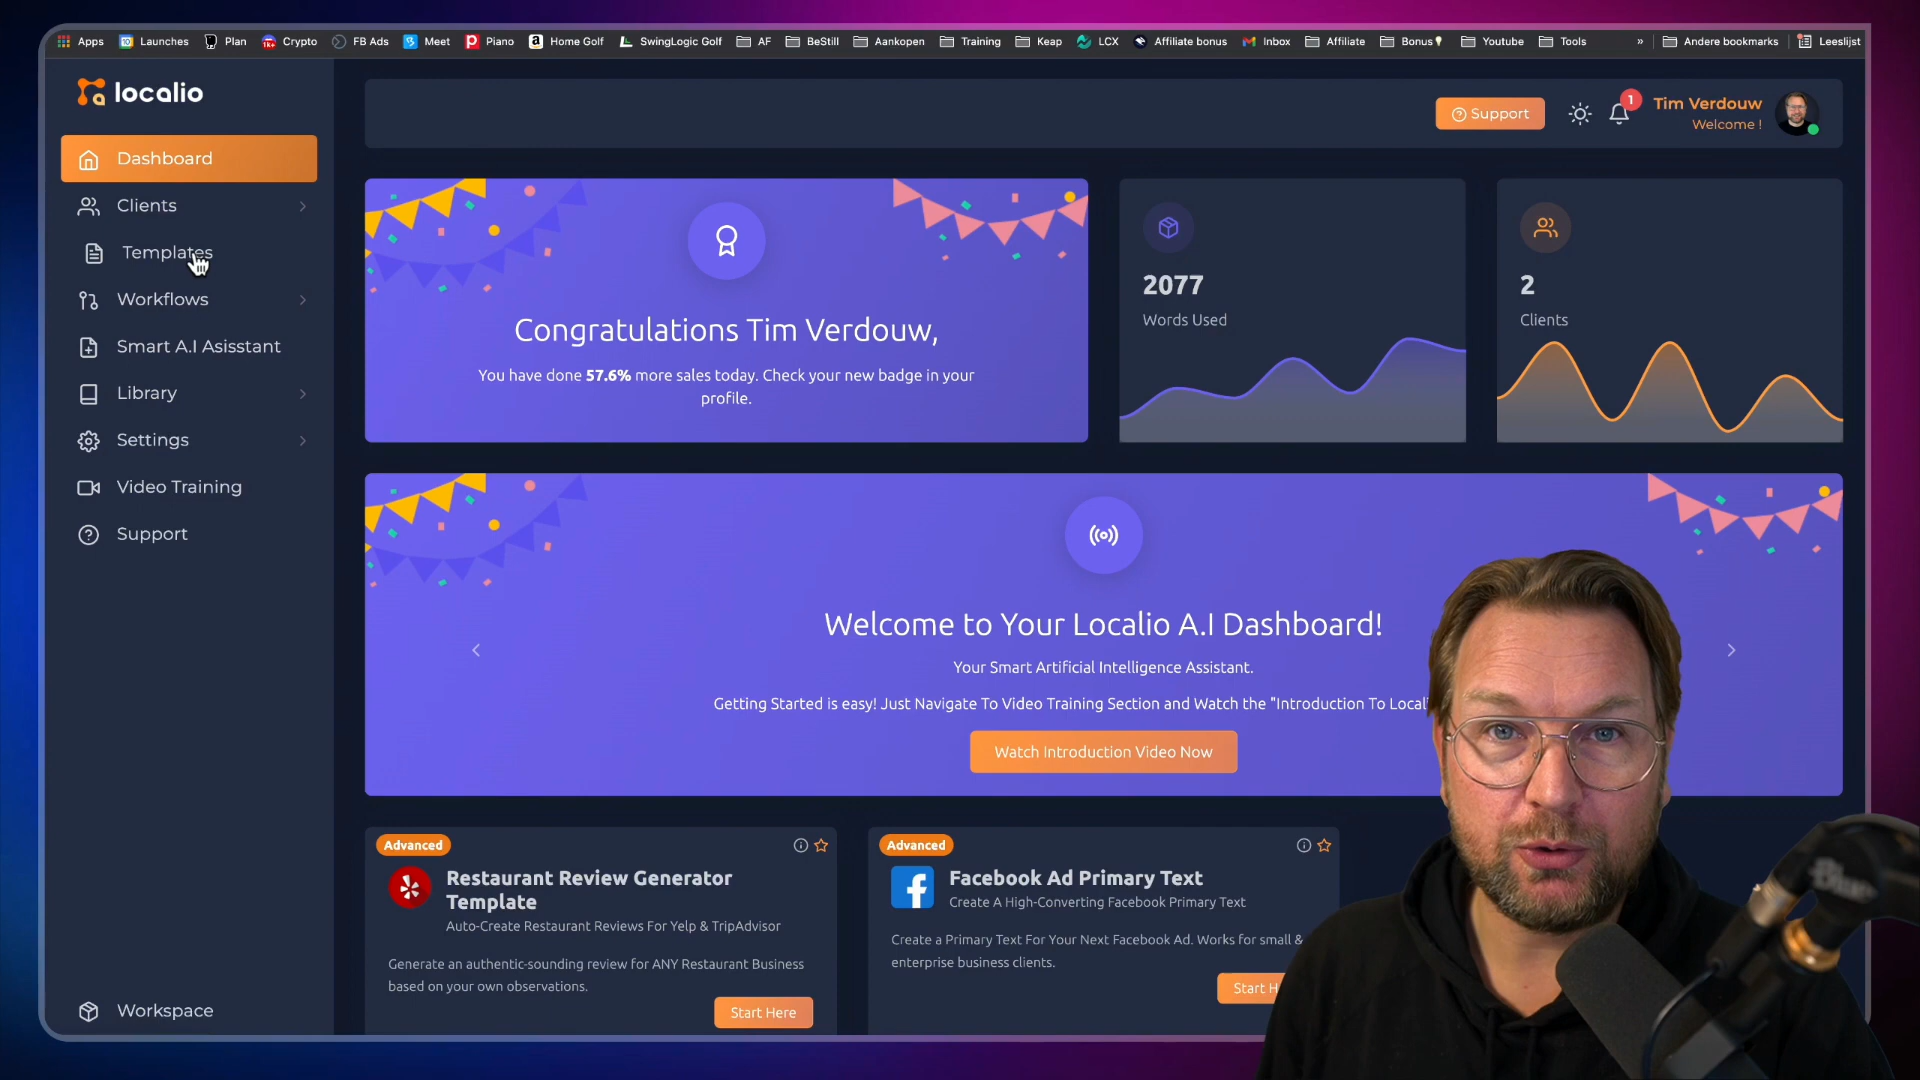 Apps
Launches
Plan
Crypto
FB Ads
Meet
Piano
Home Golf
SwingLogic Golf
AF
BeStill
Aankopen
Training
Keap
LCX
Affiliate bonus
Inbox
Affiliate
Bonus
Youtube
Tools
»
Andere bookmarks
Leeslijst
localio
Dashboard
Clients
Templates
Workflows
Smart A.I Asisstant
Library
Settings
Video Training
Support
Workspace
Support
1
Tim Verdouw
Welcome !
Congratulations Tim Verdouw,
You have done 57.6% more sales today. Check your new badge in your
profile.
2077
Words Used
2
Clients
Welcome to Your Localio A.I Dashboard!
Your Smart Artificial Intelligence Assistant.
Getting Started is easy! Just Navigate To Video Training Section and Watch the "Introduction To Local
Watch Introduction Video Now
Advanced
Restaurant Review Generator
Template
Auto-Create Restaurant Reviews For Yelp & TripAdvisor
Generate an authentic-sounding review for ANY Restaurant Business
based on your own observations.
Start Here
Advanced
Facebook Ad Primary Text
Create A High-Converting Facebook Primary Text
Create a Primary Text For Your Next Facebook Ad. Works for small &
enterprise business clients.
Start H